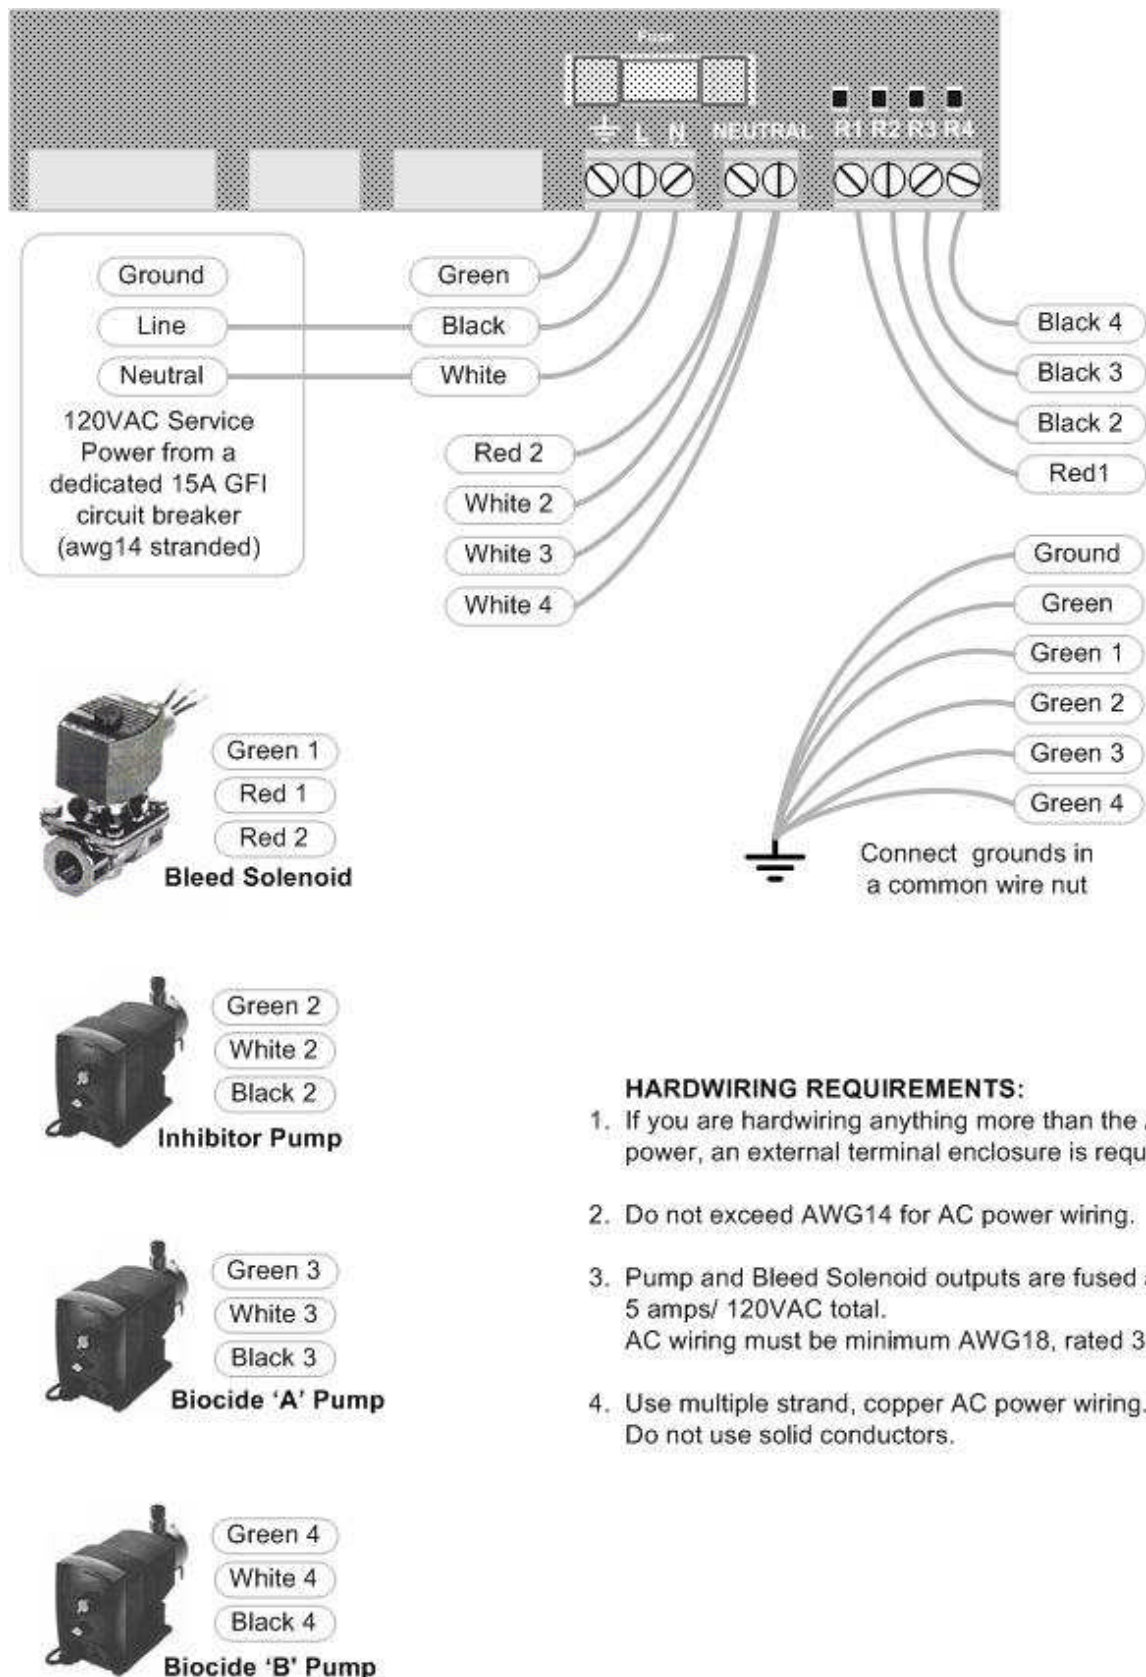 Fuse
L N NEUTRAL R1 R2 R3 R4
Ground
Line
Neutral
120VAC Service
Power from a
dedicated 15A GFI
circuit breaker
(awg14 stranded)
Green
Black
White
Red 2
White 2
White 3
White 4
Black 4
Black 3
Black 2
Red1
Ground
Green
Green 1
Green 2
Green 3
Green 4
Connect grounds in
a common wire nut
Green 1
Red 1
Red 2
Bleed Solenoid
Green 2
White 2
Black 2
Inhibitor Pump
Green 3
White 3
Black 3
Biocide ‘A’ Pump
Green 4
White 4
Black 4
Biocide ‘B’ Pump
HARDWIRING REQUIREMENTS:
1. If you are hardwiring anything more than the
power, an external terminal enclosure is
2. Do not exceed AWG14 for AC power wiring.
3. Pump and Bleed Solenoid outputs are fused
5 amps/ 120VAC total.
AC wiring must be minimum AWG18, rated
4. Use multiple strand, copper AC power wiring.
Do not use solid conductors.